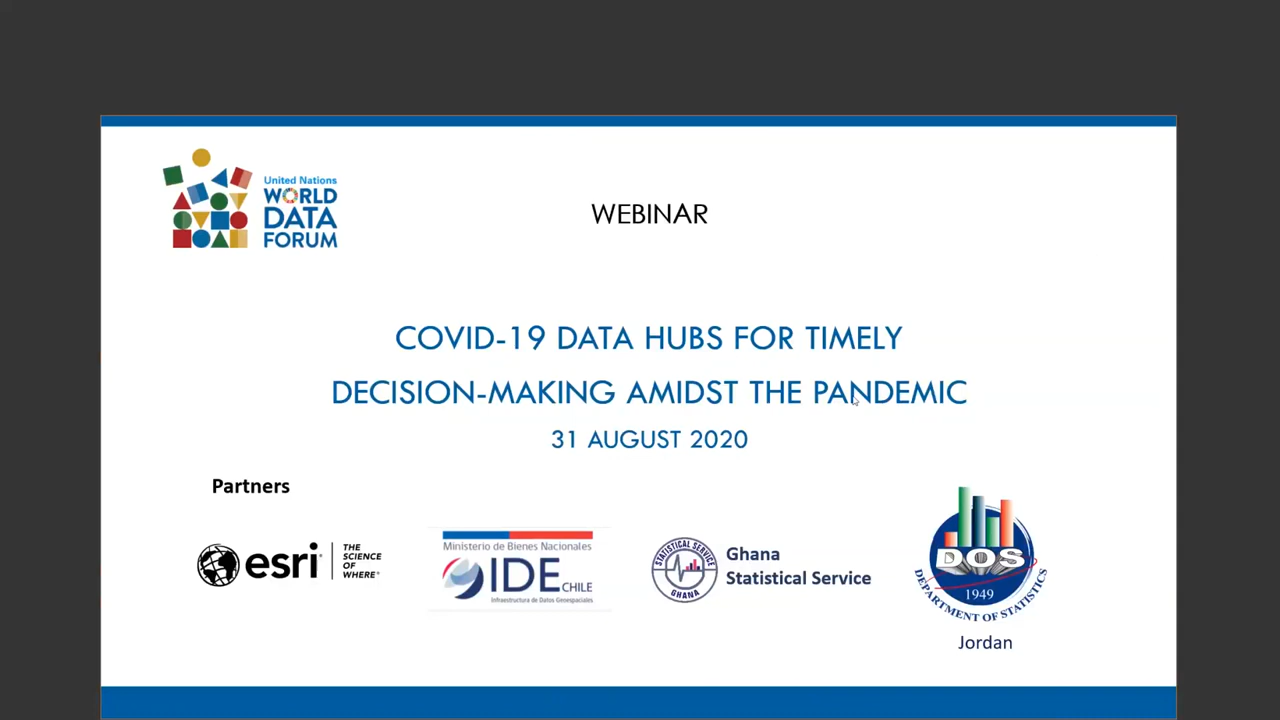 United Nations
WORLD
DATA
FORUM
WEBINAR
COVID-19 DATA HUBS FOR TIMELY
DECISION-MAKING AMIDST THE PANDEMIC
31 AUGUST 2020
Partners
esri
THE
SCIENCE
OF
WHERE®
Ministerio de Bienes Nacionales
IDE CHILE
Infraestructura de Datos Geoespaciales
STATISTICAL SERVICE
GHANA
Ghana
Statistical Service
DOS
1949
DEPARTMENT OF STATISTICS
Jordan